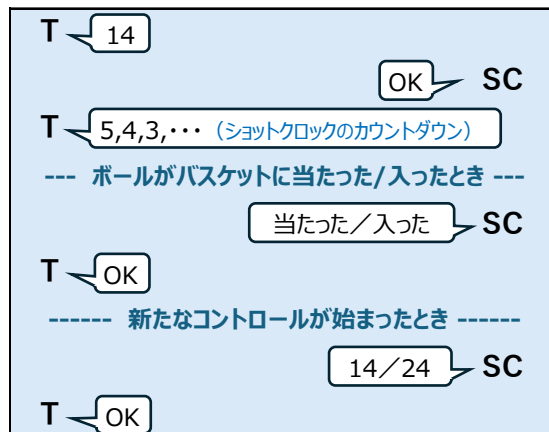 T 14
OK SC
T 5,4,3,･･･（ショットクロックのカウントダウン）
--- ボールがバスケットに当たった/入ったとき ---
当たった／入った SC
T OK
------ 新たなコントロールが始まったとき ------
14／24 SC
T OK